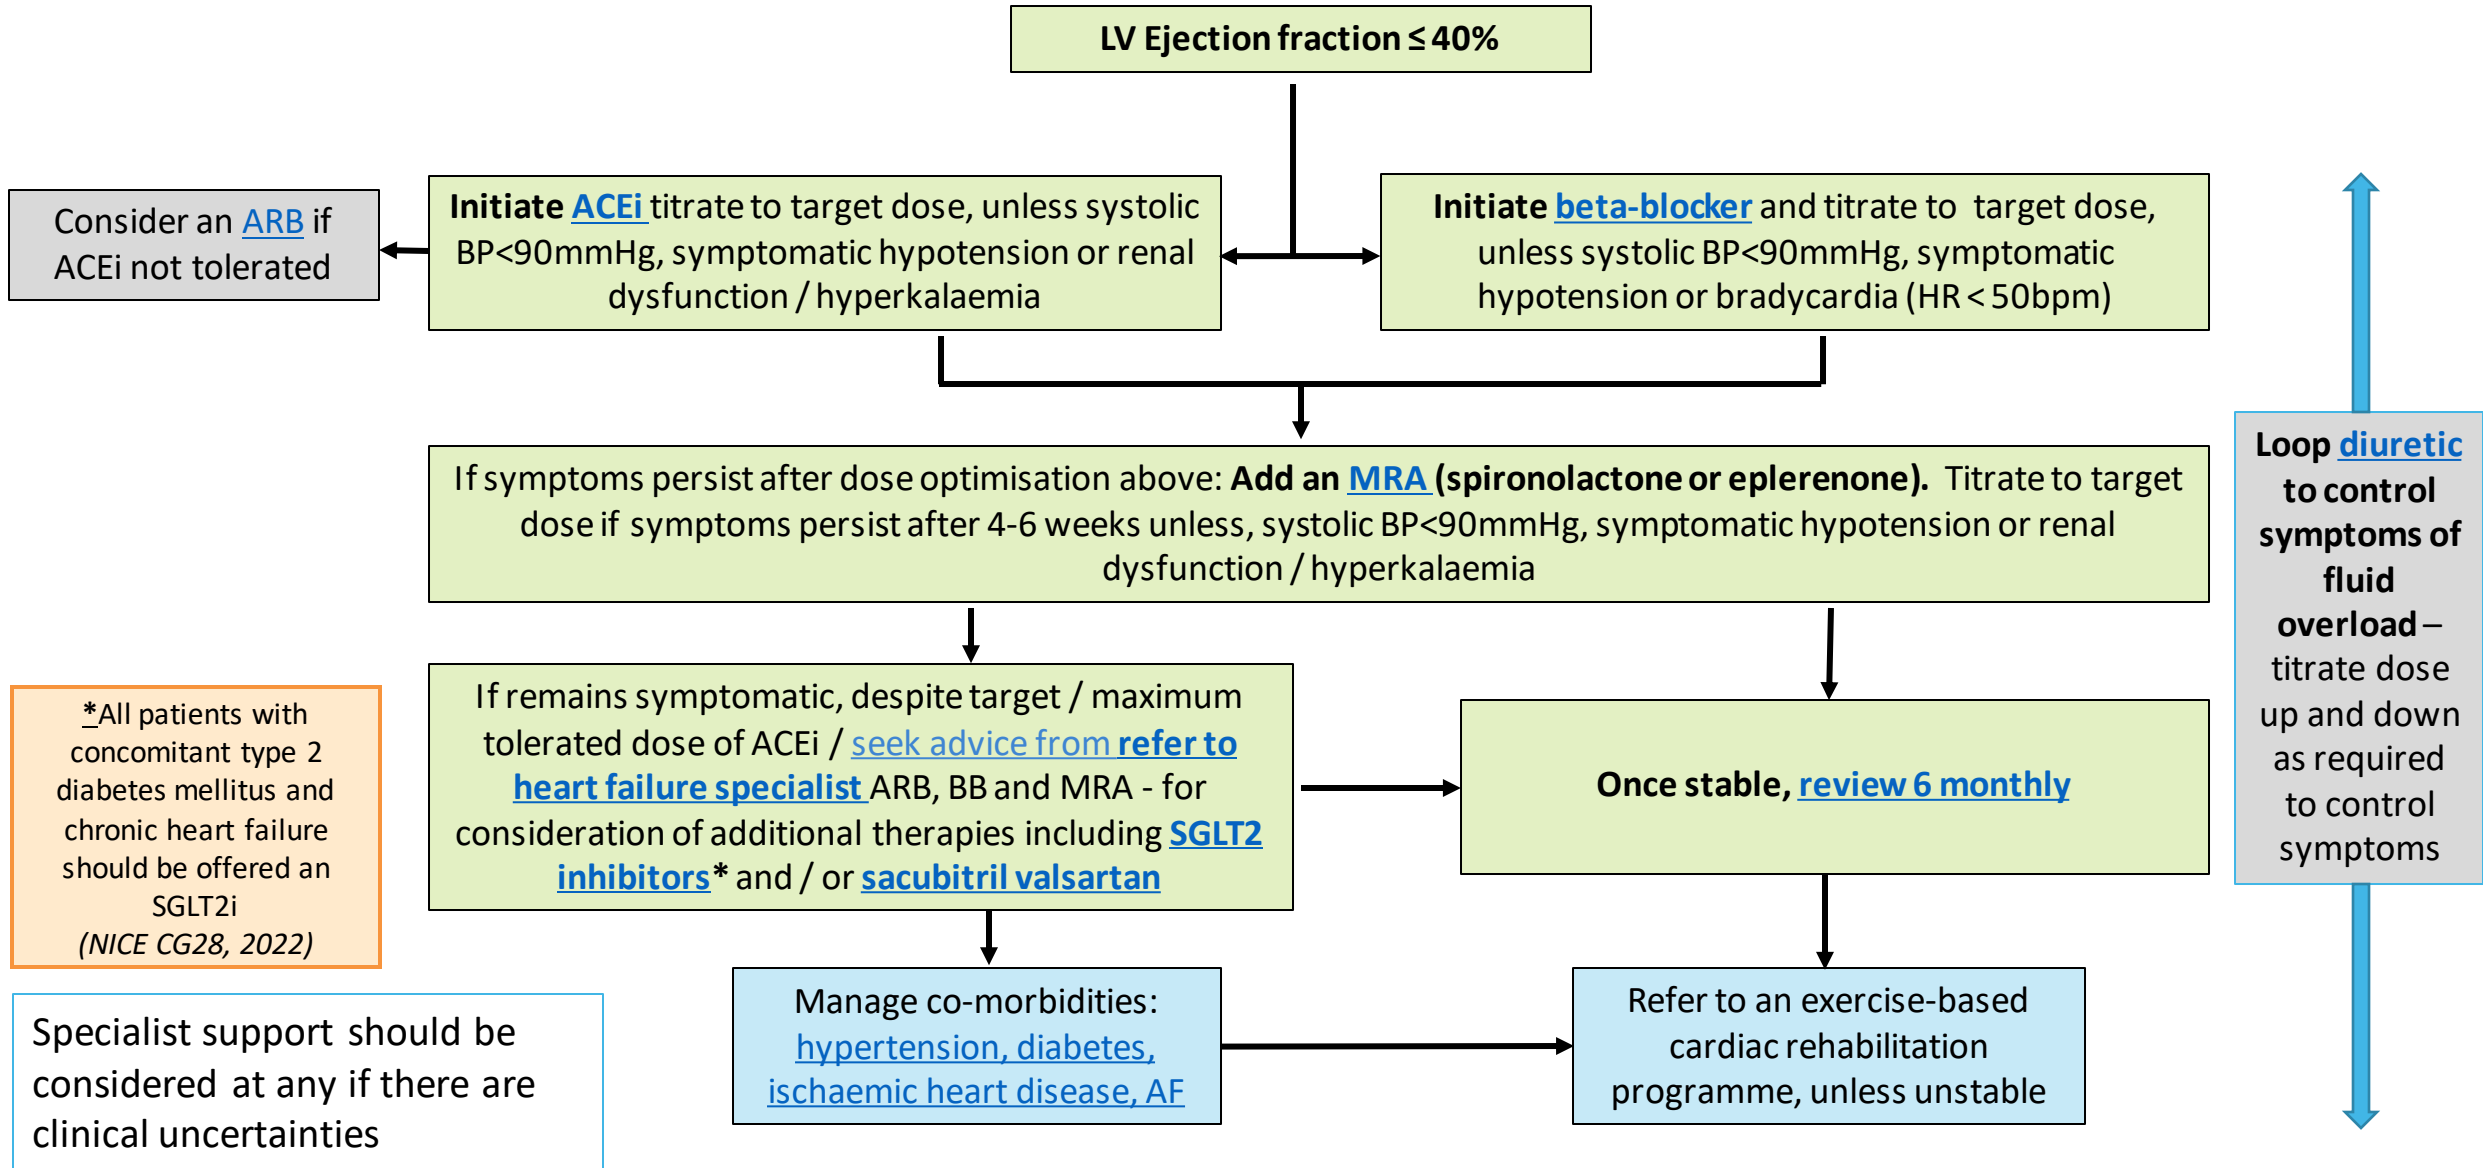 LV Ejection fraction ≤ 40%
Consider an ARB if
ACEi not tolerated
Initiate ACEi titrate to target dose, unless systolic
BP<90mmHg, symptomatic hypotension or renal
dysfunction / hyperkalaemia
Initiate beta-blocker and titrate to target dose,
unless systolic BP<90mmHg, symptomatic
hypotension or bradycardia (HR < 50bpm)
If symptoms persist after dose optimisation above: Add an MRA (spironolactone or eplerenone). Titrate to target
dose if symptoms persist after 4-6 weeks unless, systolic BP<90mmHg, symptomatic hypotension or renal
dysfunction / hyperkalaemia
Loop diuretic
to control
symptoms of
fluid
overload –
titrate dose
up and down
as required
to control
symptoms
*All patients with
concomitant type 2
diabetes mellitus and
chronic heart failure
should be offered an
SGLT2i
(NICE CG28, 2022)
If remains symptomatic, despite target / maximum
tolerated dose of ACEi / seek advice from refer to
heart failure specialist ARB, BB and MRA - for
consideration of additional therapies including SGLT2
inhibitors* and / or sacubitril valsartan
Once stable, review 6 monthly
Specialist support should be
considered at any if there are
clinical uncertainties
Manage co-morbidities:
hypertension, diabetes,
ischaemic heart disease, AF
Refer to an exercise-based
cardiac rehabilitation
programme, unless unstable